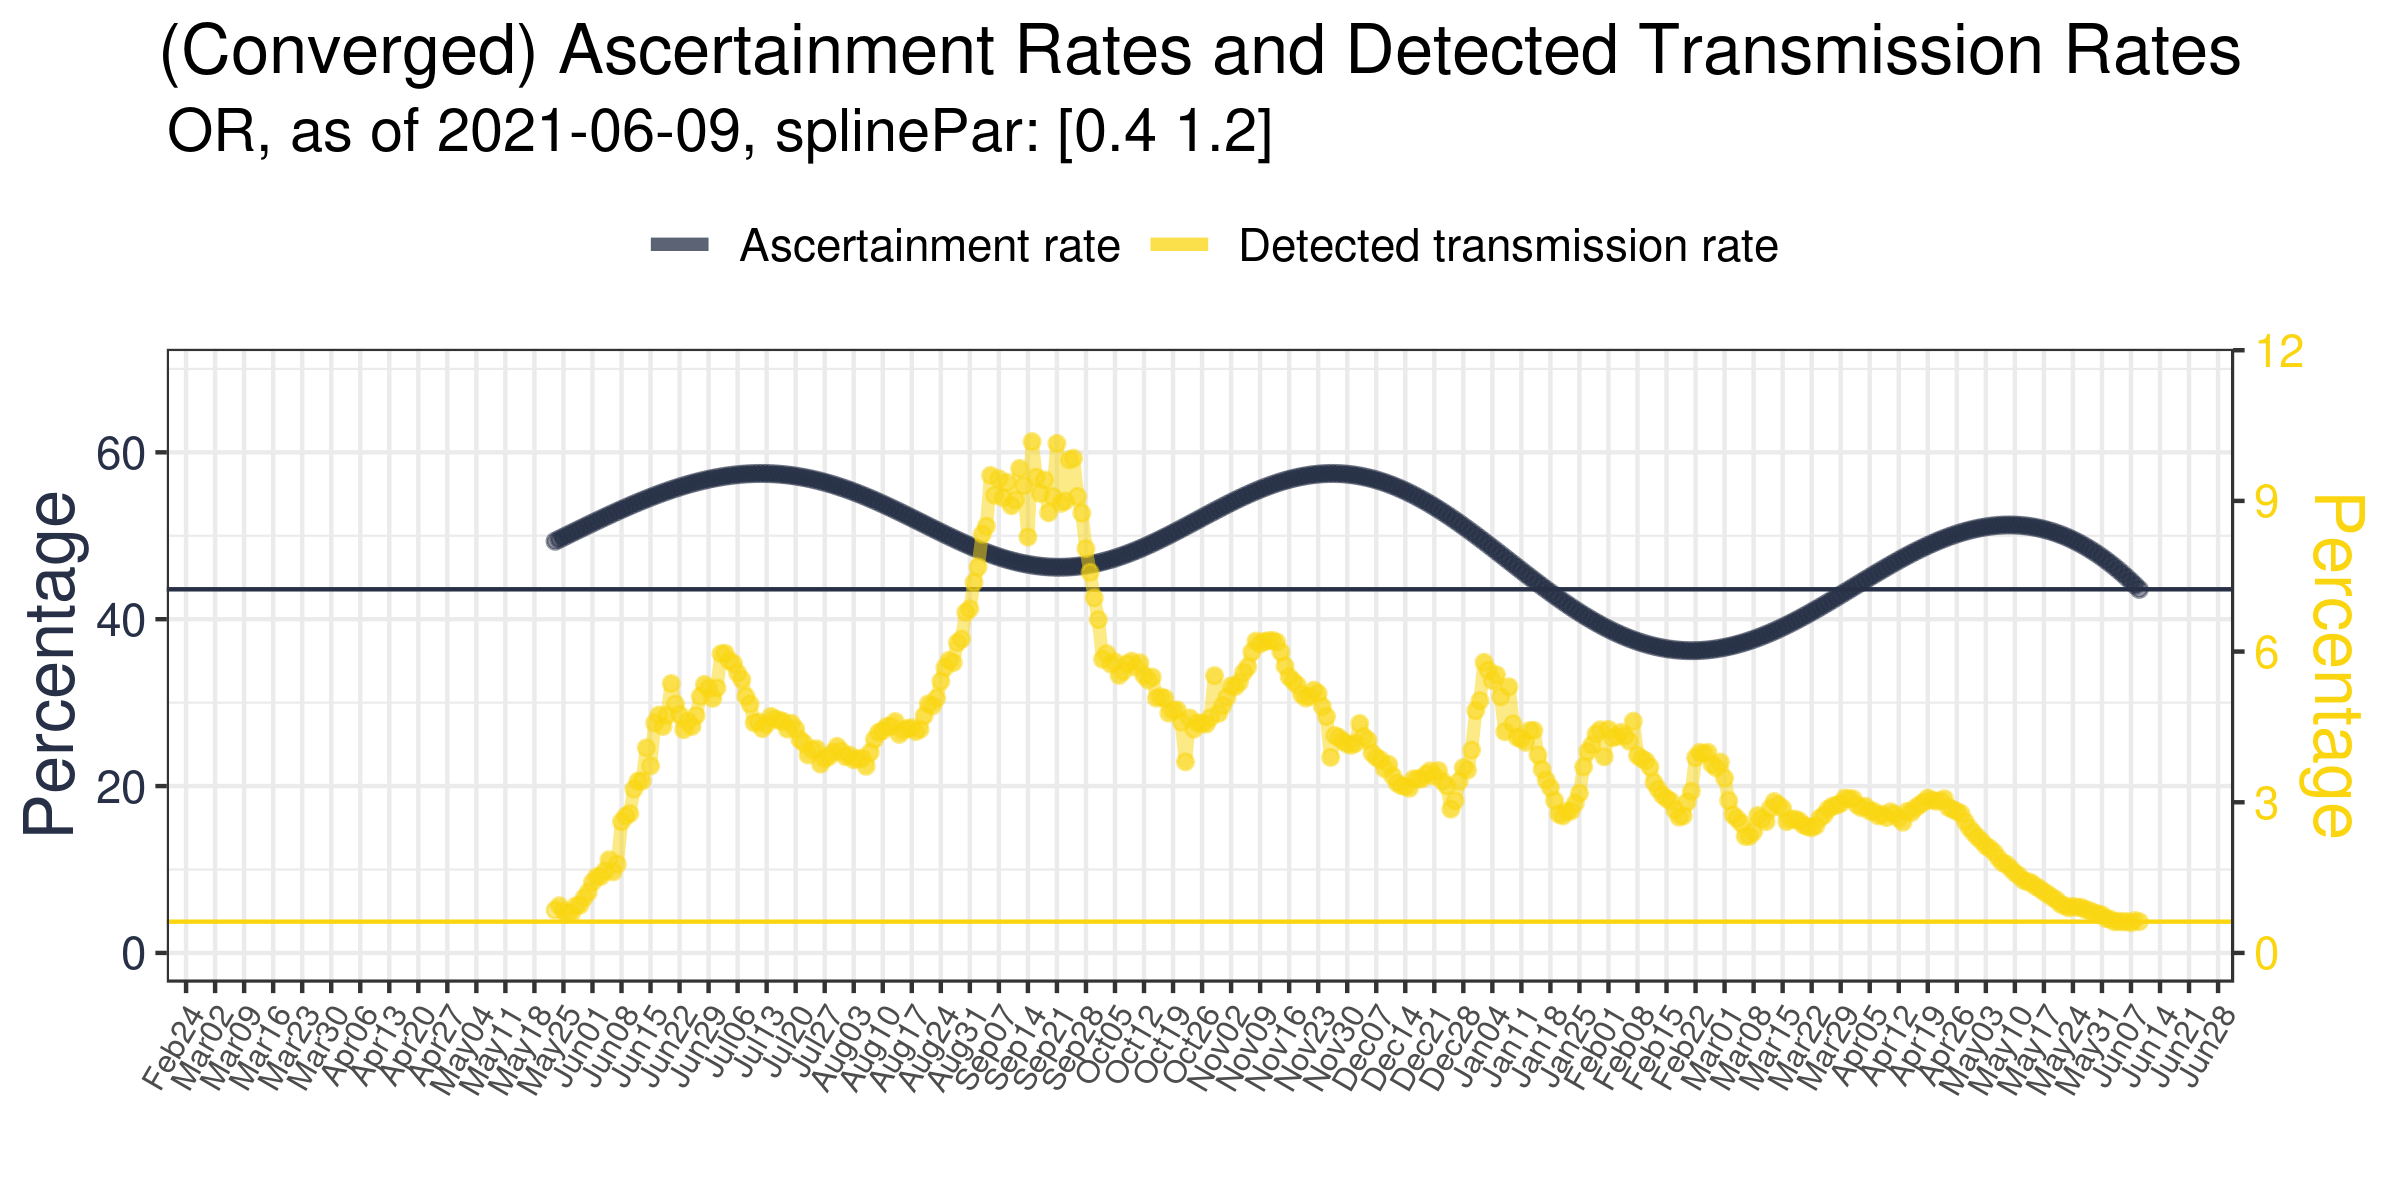 (Converged) Ascertainment Rates and Detected Transmission Rates
OR, as of 2021-06-09, splinePar: [0.4 1.2]
Ascertainment rate Detected transmission rate
Percentage
60
40
20
0
12
9
6
3
0
Percentage
Feb24
Mar02
Mar09
Mar16
Mar23
Mar30
Apr06
Apr13
Apr20
Apr27
May04
May11
May18
May25
Jun01
Jun08
Jun15
Jun22
Jun29
Jul06
Jul13
Jul20
Jul27
Aug03
Aug10
Aug17
Aug24
Aug31
Sep07
Sep14
Sep21
Sep28
Oct05
Oct12
Oct19
Oct26
Nov02
Nov09
Nov16
Nov23
Nov30
Dec07
Dec14
Dec21
Dec28
Jan04
Jan11
Jan18
Jan25
Feb01
Feb08
Feb15
Feb22
Mar01
Mar08
Mar15
Mar22
Mar29
Apr05
Apr12
Apr19
Apr26
May03
May10
May17
May24
May31
Jun07
Jun14
Jun21
Jun28